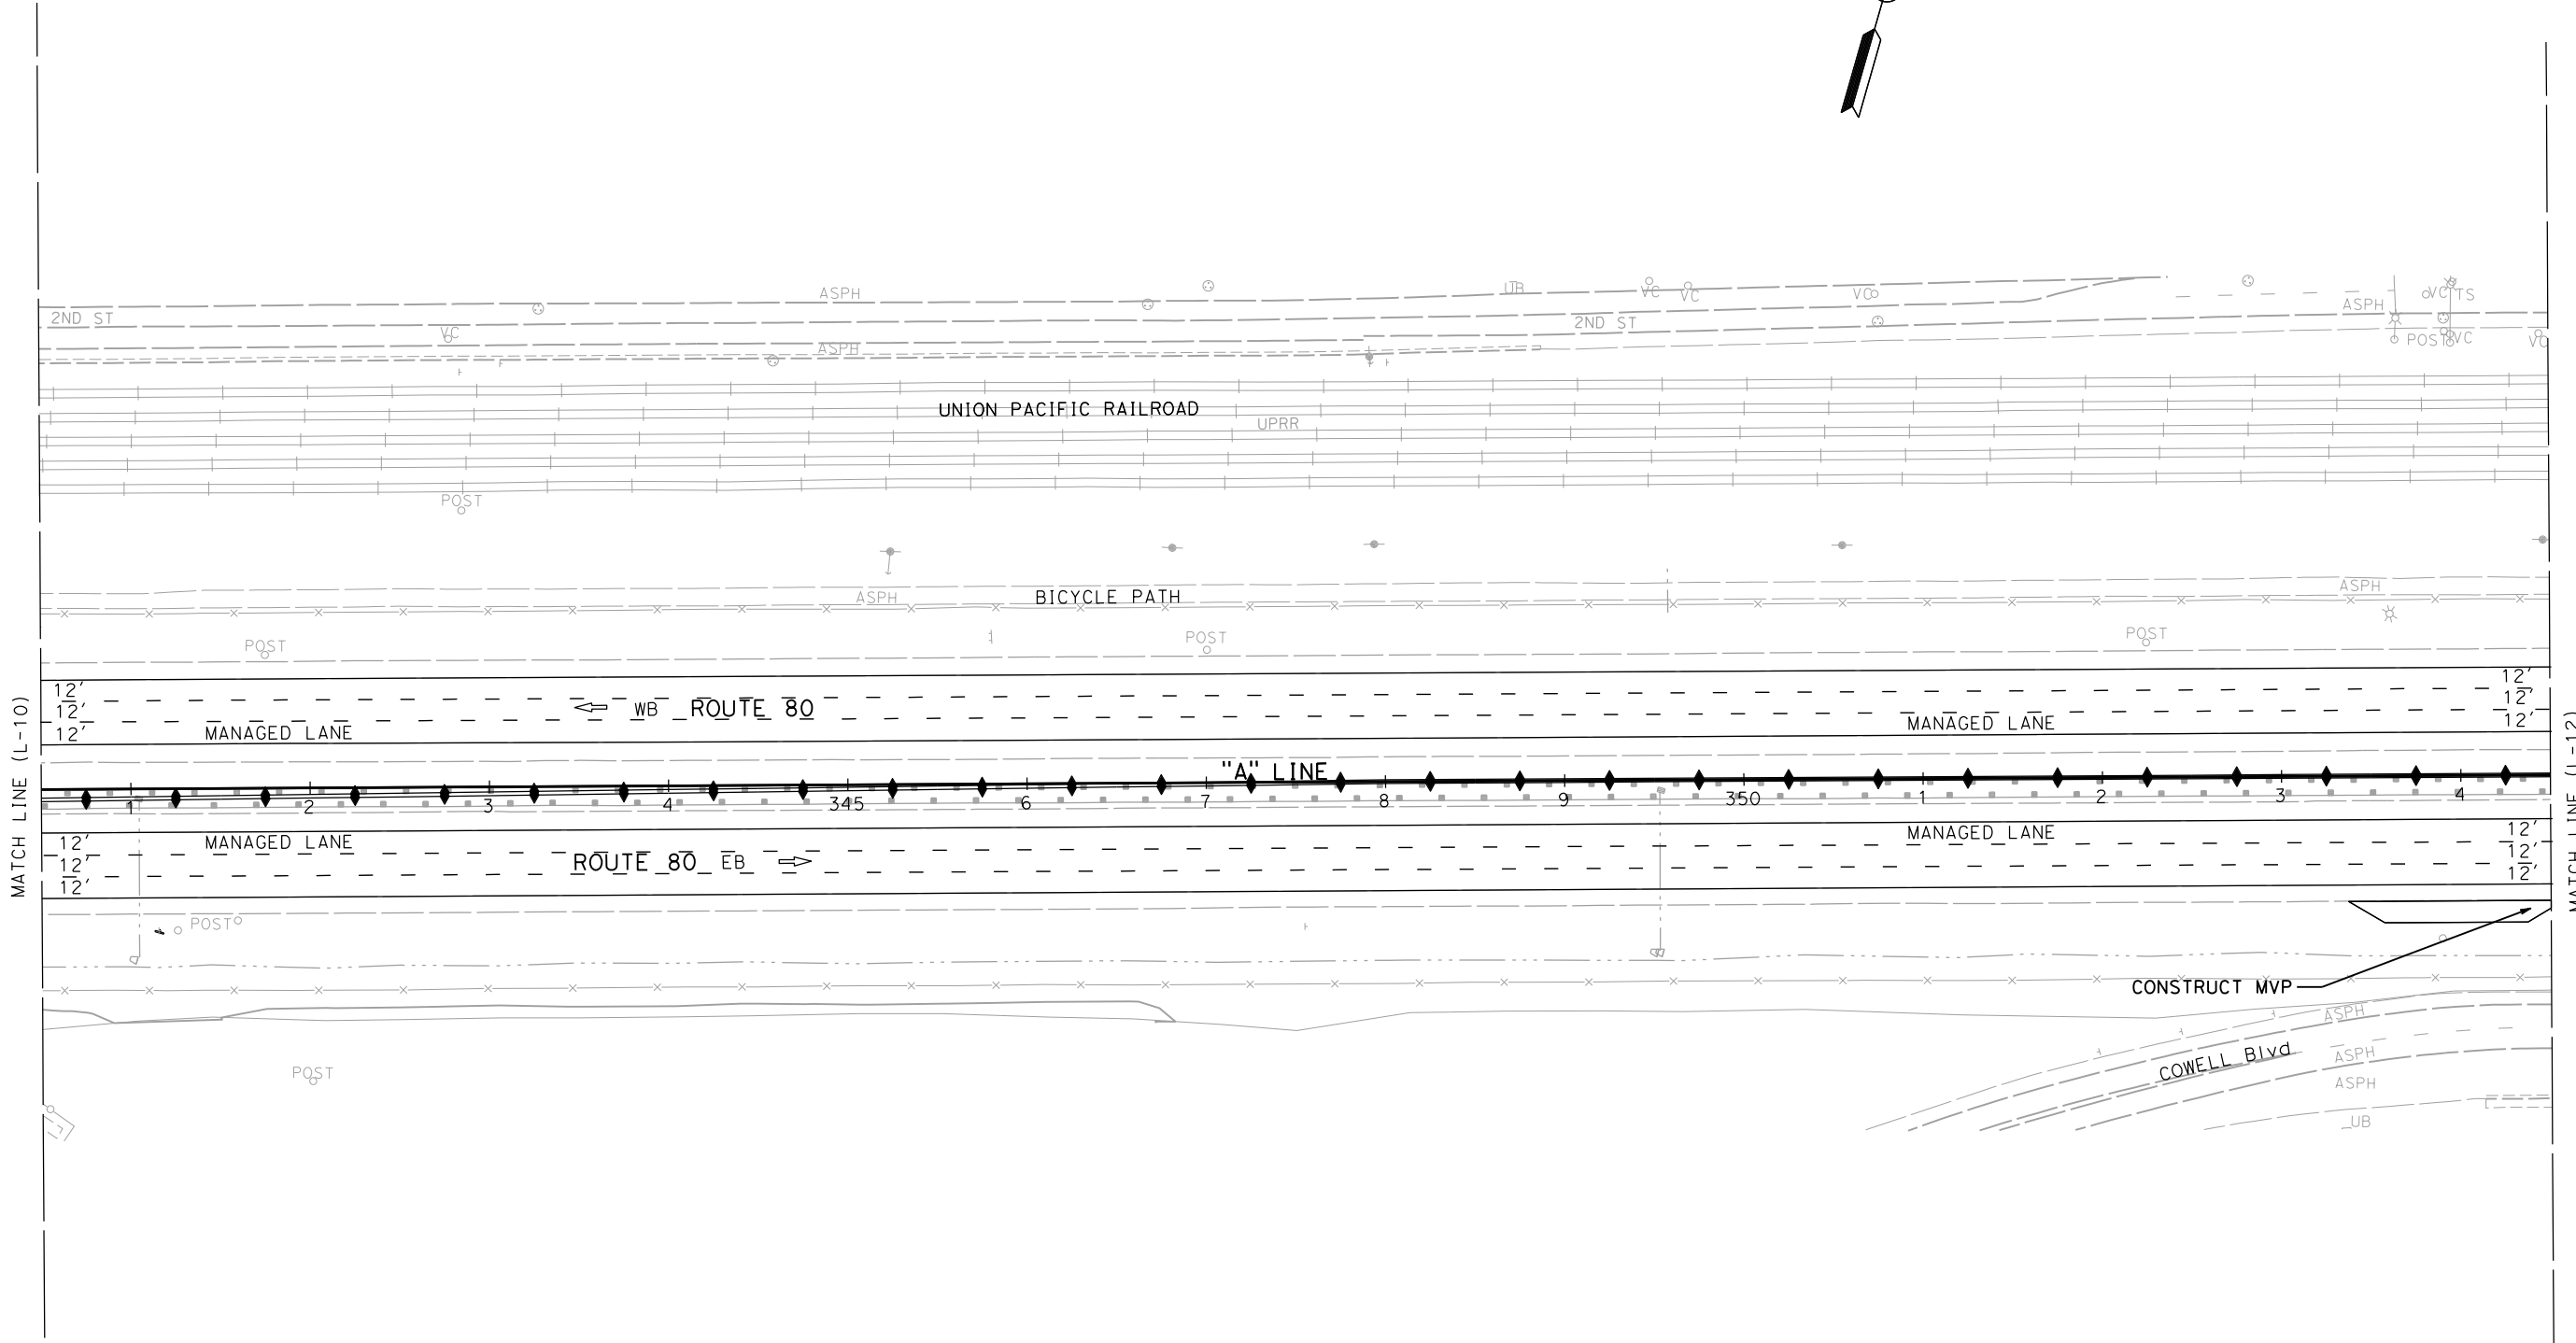 ASPH
UB
VC
VC
VC
VC TS
ASPH
2ND ST
2ND ST
VC
ASPH
POST VC
VC
UNION PACIFIC RAILROAD
UPRR
POST
ASPH
ASPH
BICYCLE PATH
POST
POST
POST
12'
12'
12'
12'
12'
12'
WB ROUTE 80
MANAGED LANE
MANAGED LANE
MATCH LINE (L-10)
MATCH LINE (L-12)
"A" LINE
1 2 3 4 345 6 7 8 9 350 1 2 3 4
12'
12'
12'
12'
12'
12'
MANAGED LANE
MANAGED LANE
ROUTE 80 EB
POST
CONSTRUCT MVP
ASPH
COWELL Blvd
ASPH
ASPH
POST
UB